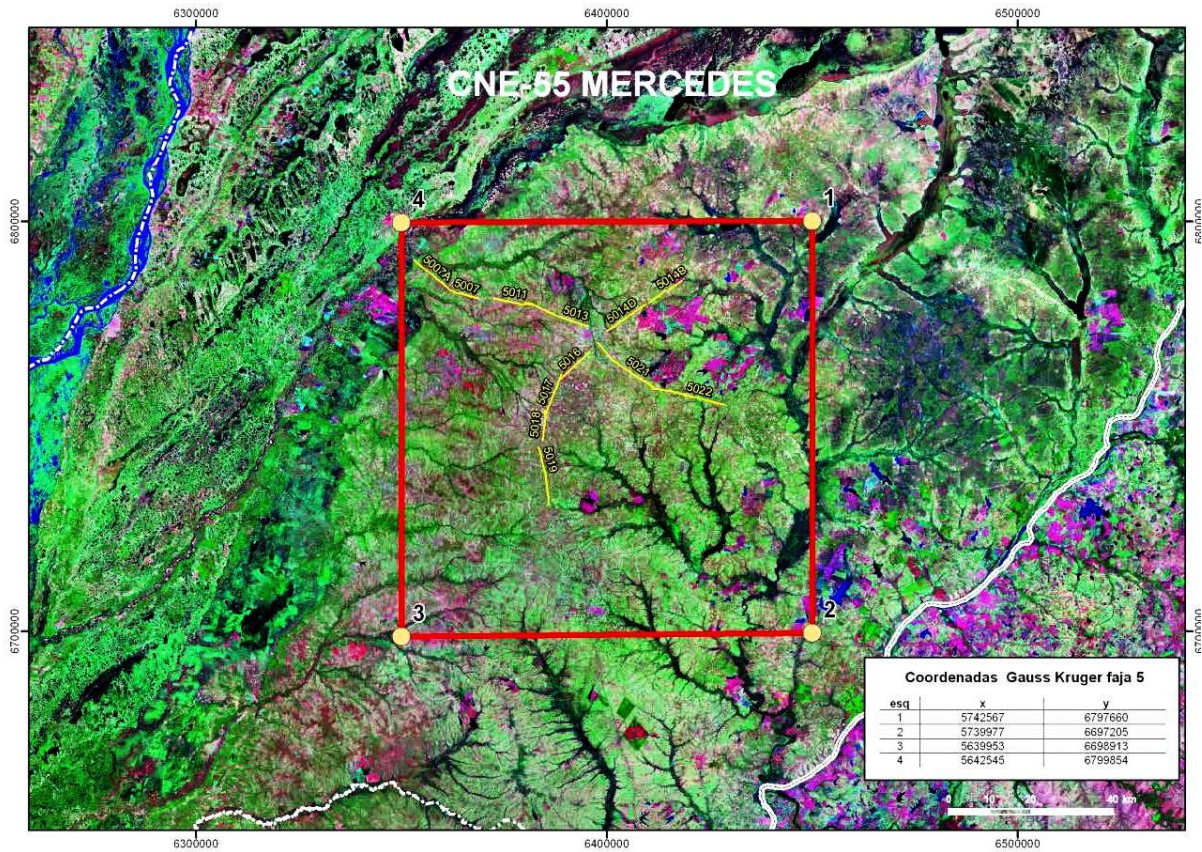 6300000 6400000 6500000
CNE-55 MERCEDES
4 1
6800000 6800000
5007A
5007
5011
5013
5014D
5014B
5016
5017
5018
5019
5021
5022
3 2
6700000 6700000
Coordenadas Gauss Kruger faja 5
esq x y
1 5742567 6797660
2 5739977 6697205
3 5639953 6698913
4 5642545 6799854
0 10 20 40 km
6300000 6400000 6500000